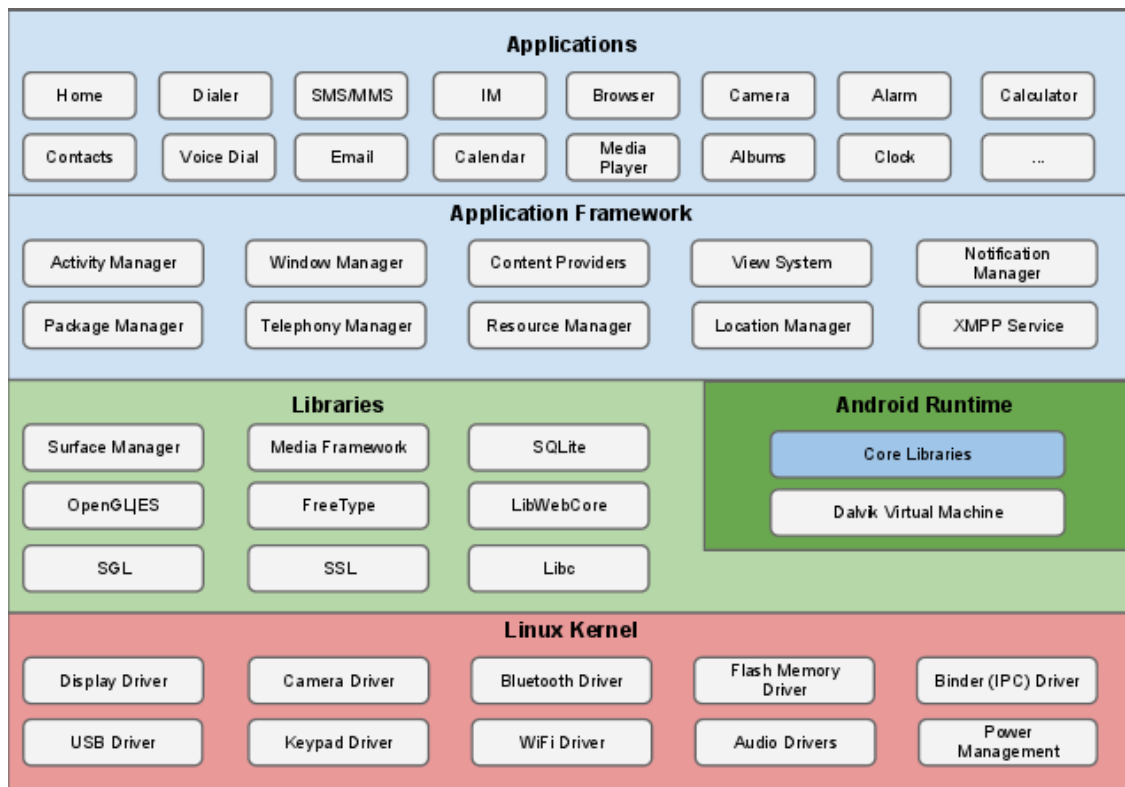 Applications
Home
Dialer
SMS/MMS
IM
Browser
Camera
Alarm
Calculator
Contacts
Voice Dial
Email
Calendar
Media
Player
Albums
Clock
...
Application Framework
Activity Manager
Window Manager
Content Providers
View System
Notification
Manager
Package Manager
Telephony Manager
Resource Manager
Location Manager
XMPP Service
Libraries
Surface Manager
Media Framework
SQLite
OpenGL|ES
FreeType
LibWebCore
SGL
SSL
Libc
Android Runtime
Core Libraries
Dalvik Virtual Machine
Linux Kernel
Display Driver
Camera Driver
Bluetooth Driver
Flash Memory
Driver
Binder (IPC) Driver
USB Driver
Keypad Driver
WiFi Driver
Audio Drivers
Power
Management